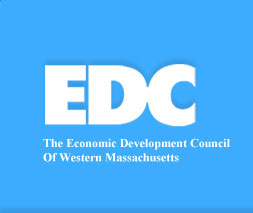 EDC
The Economic Development Council
Of Western Massachusetts